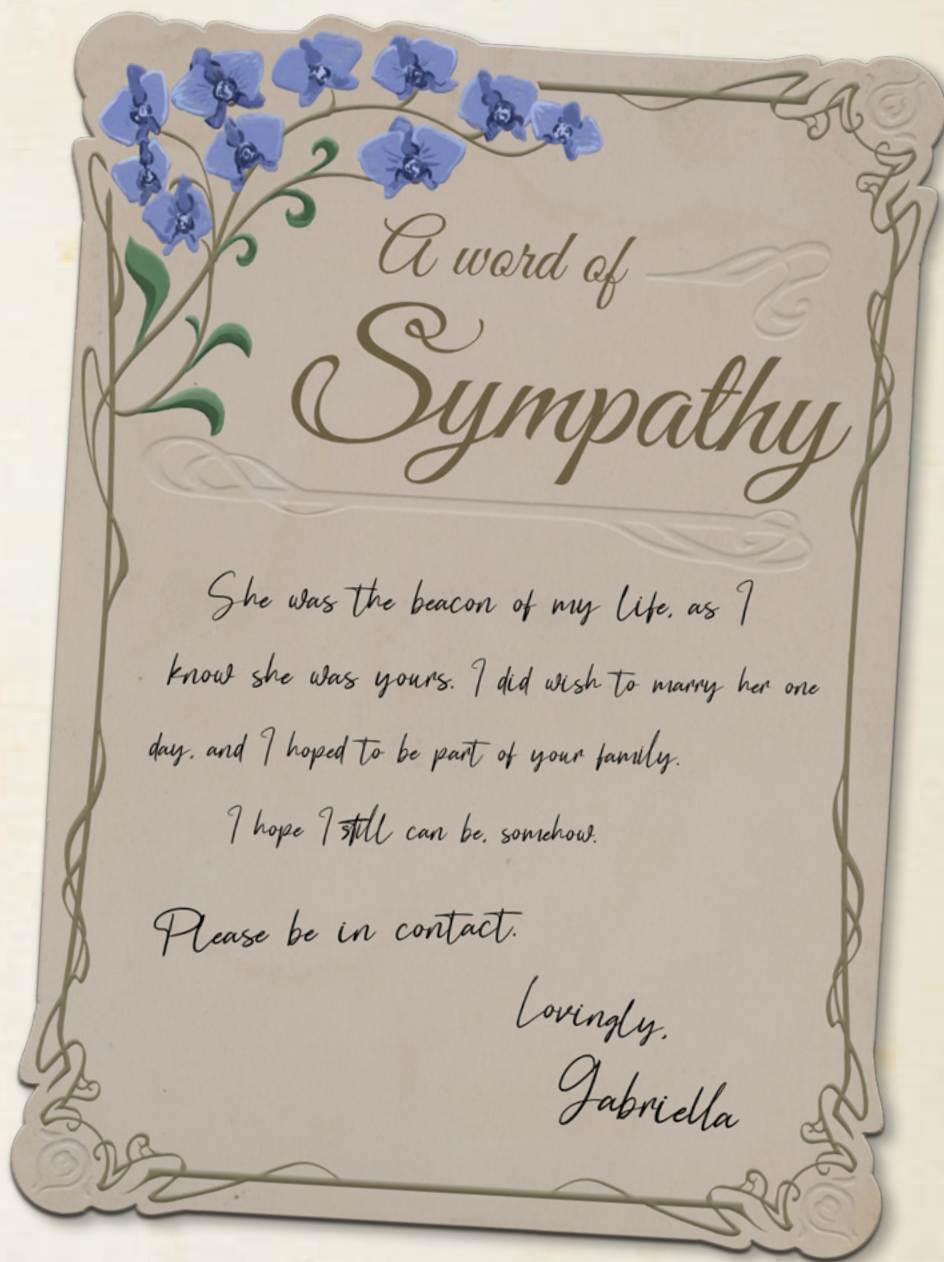 A word of
Sympathy
She was the beacon of my life, as I
know she was yours. I did wish to marry her one
day, and I hoped to be part of your family.
I hope I still can be, somehow.
Please be in contact.
Lovingly,
Gabriella